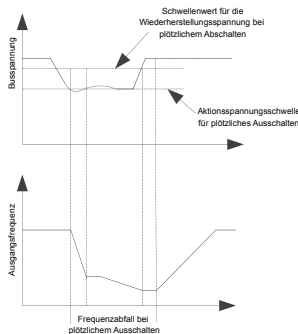 Schwellenwert für die
Wiederherstellungsspannung bei
plötzlichem Abschalten
Busspannung
Aktionsspannungsschwelle
für plötzliches Ausschalten
Ausgangsfrequenz
Frequenzabfall bei
plötzlichem Ausschalten